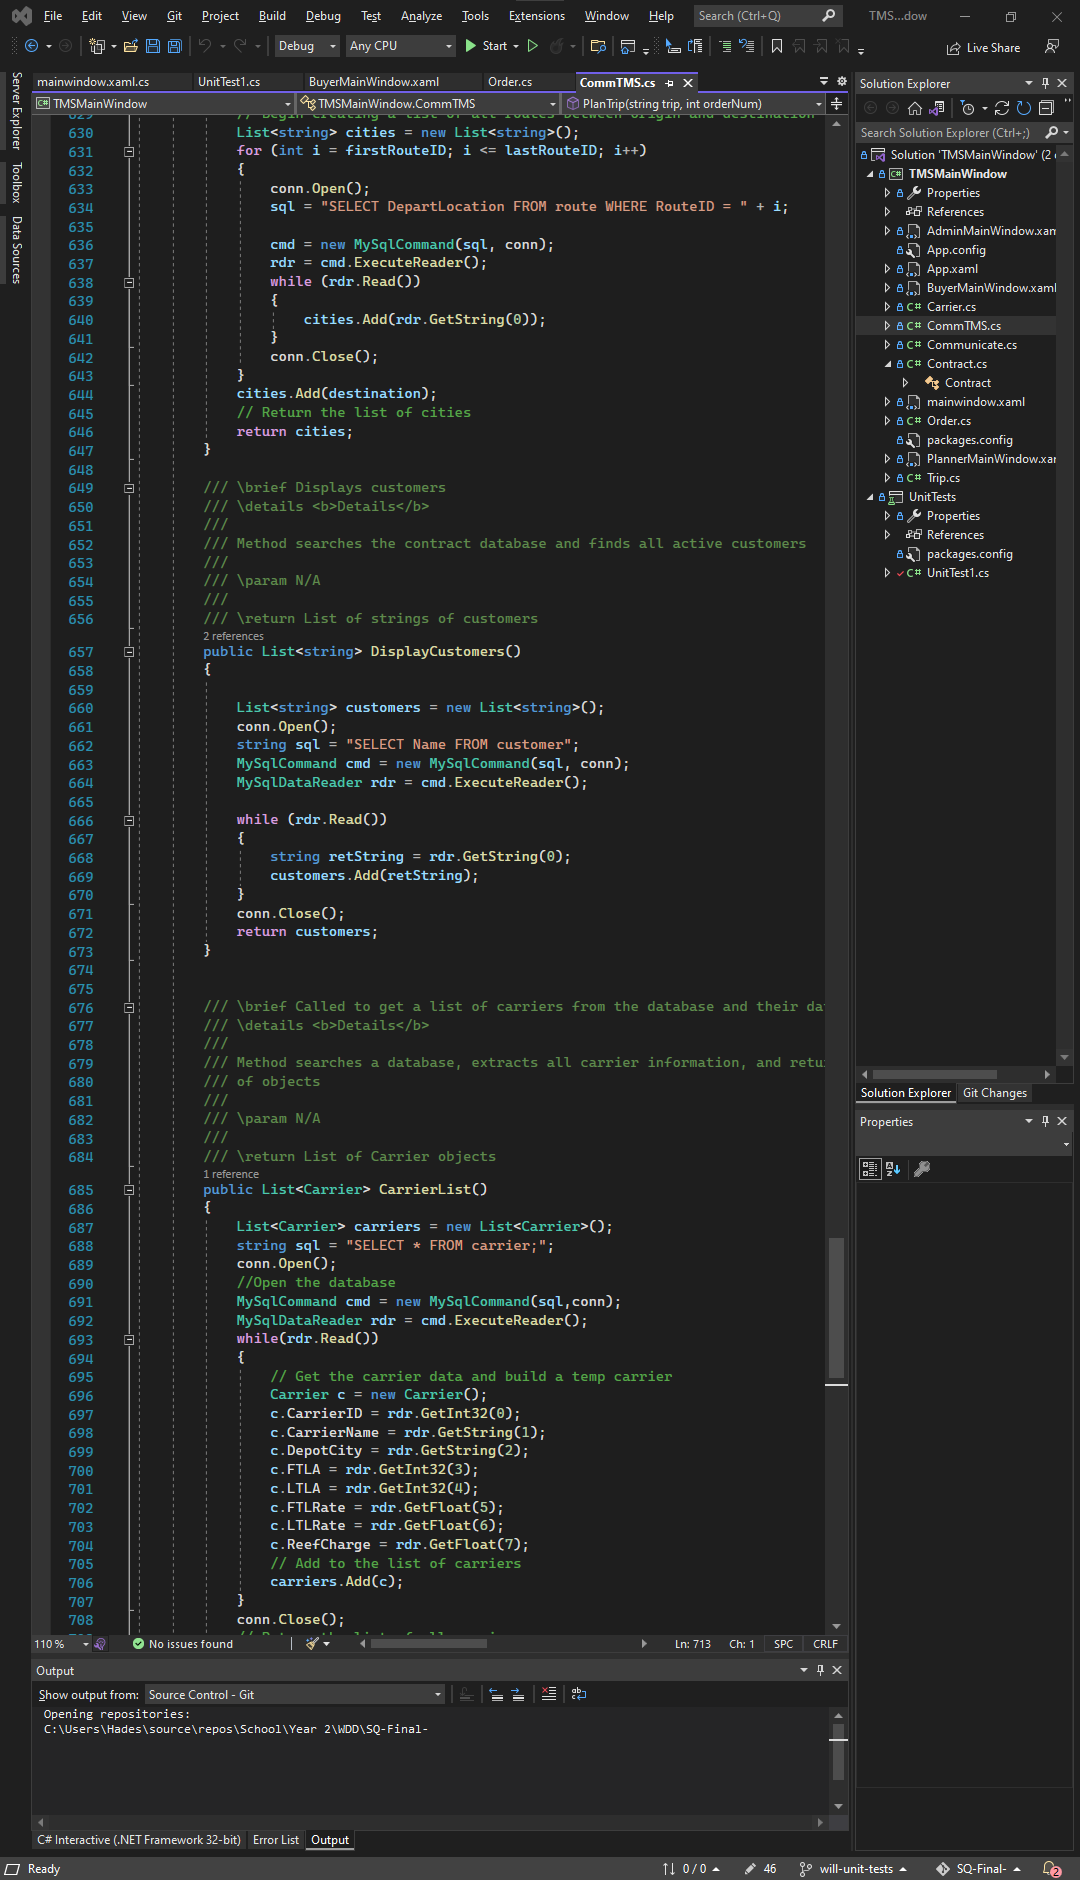 File Edit View Git Project Build Debug Test Analyze Tools Extensions Window Help Search (Ctrl+Q) TMS...dow
Debug Any CPU Start Live Share
Server Explorer
Toolbox
Data Sources
mainwindow.xaml.cs UnitTest1.cs BuyerMainWindow.xaml Order.cs CommTMS.cs
TMSMainWindow TMSMainWindow.CommTMS PlanTrip(string trip, int orderNum)
629 // Begin creating a list of all routes between origin and destination
630 List<string> cities = new List<string>();
631 for (int i = firstRouteID; i <= lastRouteID; i++)
632 {
633 conn.Open();
634 sql = "SELECT DepartLocation FROM route WHERE RouteID = " + i;
635
636 cmd = new MySqlCommand(sql, conn);
637 rdr = cmd.ExecuteReader();
638 while (rdr.Read())
639 {
640 cities.Add(rdr.GetString(0));
641 }
642 conn.Close();
643 }
644 cities.Add(destination);
645 // Return the list of cities
646 return cities;
647 }
648
649 /// \brief Displays customers
650 /// \details <b>Details</b>
651 ///
652 /// Method searches the contract database and finds all active customers
653 ///
654 /// \param N/A
655 ///
656 /// \return List of strings of customers
2 references
657 public List<string> DisplayCustomers()
658 {
659
660 List<string> customers = new List<string>();
661 conn.Open();
662 string sql = "SELECT Name FROM customer";
663 MySqlCommand cmd = new MySqlCommand(sql, conn);
664 MySqlDataReader rdr = cmd.ExecuteReader();
665
666 while (rdr.Read())
667 {
668 string retString = rdr.GetString(0);
669 customers.Add(retString);
670 }
671 conn.Close();
672 return customers;
673 }
674
675
676 /// \brief Called to get a list of carriers from the database and their da
677 /// \details <b>Details</b>
678 ///
679 /// Method searches a database, extracts all carrier information, and retu
680 /// of objects
681 ///
682 /// \param N/A
683 ///
684 /// \return List of Carrier objects
1 reference
685 public List<Carrier> CarrierList()
686 {
687 List<Carrier> carriers = new List<Carrier>();
688 string sql = "SELECT * FROM carrier;";
689 conn.Open();
690 //Open the database
691 MySqlCommand cmd = new MySqlCommand(sql,conn);
692 MySqlDataReader rdr = cmd.ExecuteReader();
693 while(rdr.Read())
694 {
695 // Get the carrier data and build a temp carrier
696 Carrier c = new Carrier();
697 c.CarrierID = rdr.GetInt32(0);
698 c.CarrierName = rdr.GetString(1);
699 c.DepotCity = rdr.GetString(2);
700 c.FTLA = rdr.GetInt32(3);
701 c.LTLA = rdr.GetInt32(4);
702 c.FTLRate = rdr.GetFloat(5);
703 c.LTLRate = rdr.GetFloat(6);
704 c.ReefCharge = rdr.GetFloat(7);
705 // Add to the list of carriers
706 carriers.Add(c);
707 }
708 conn.Close();
110 % No issues found Ln: 713 Ch: 1 SPC CRLF
Output
Show output from: Source Control - Git
Opening repositories:
C:\Users\Hades\source\repos\School\Year 2\WDD\SQ-Final-
C# Interactive (.NET Framework 32-bit) Error List Output
Solution Explorer
Search Solution Explorer (Ctrl+;)
Solution 'TMSMainWindow' (2
TMSMainWindow
Properties
References
AdminMainWindow.xam
App.config
App.xaml
BuyerMainWindow.xaml
Carrier.cs
CommTMS.cs
Communicate.cs
Contract.cs
Contract
mainwindow.xaml
Order.cs
packages.config
PlannerMainWindow.xar
Trip.cs
UnitTests
Properties
References
packages.config
UnitTest1.cs
Solution Explorer Git Changes
Properties
Ready 0 / 0 46 will-unit-tests SQ-Final- 2